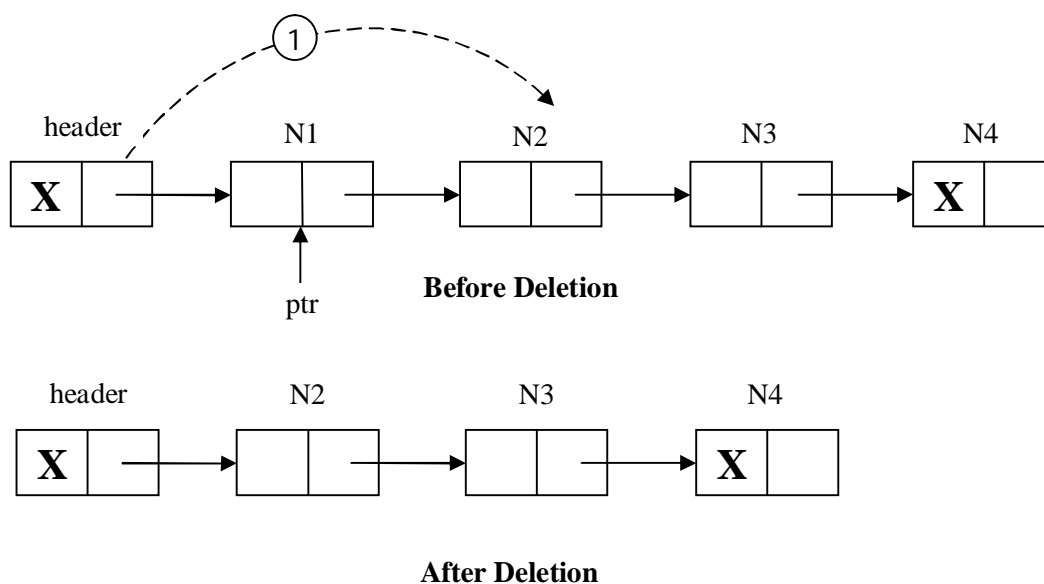 1
header N1 N2 N3 N4
X X
ptr
Before Deletion
header N2 N3 N4
X X
After Deletion